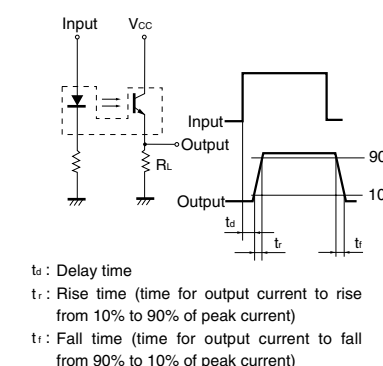 Input
Vcc
Output
RL
Input
90
10
Output
td
tr
tf
td : Delay time
tr : Rise time (time for output current to rise
from 10% to 90% of peak current)
tf : Fall time (time for output current to fall
from 90% to 10% of peak current)